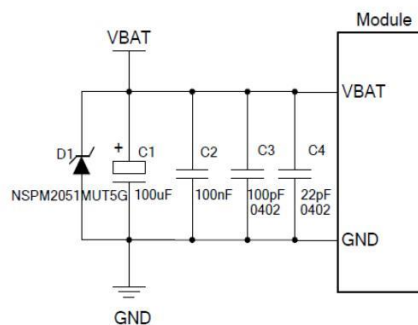 Module
VBAT
VBAT
D1
+
C1
C2
C3
C4
NSPM2051MUT5G
100uF
100nF
100pF
0402
22pF
0402
GND
GND